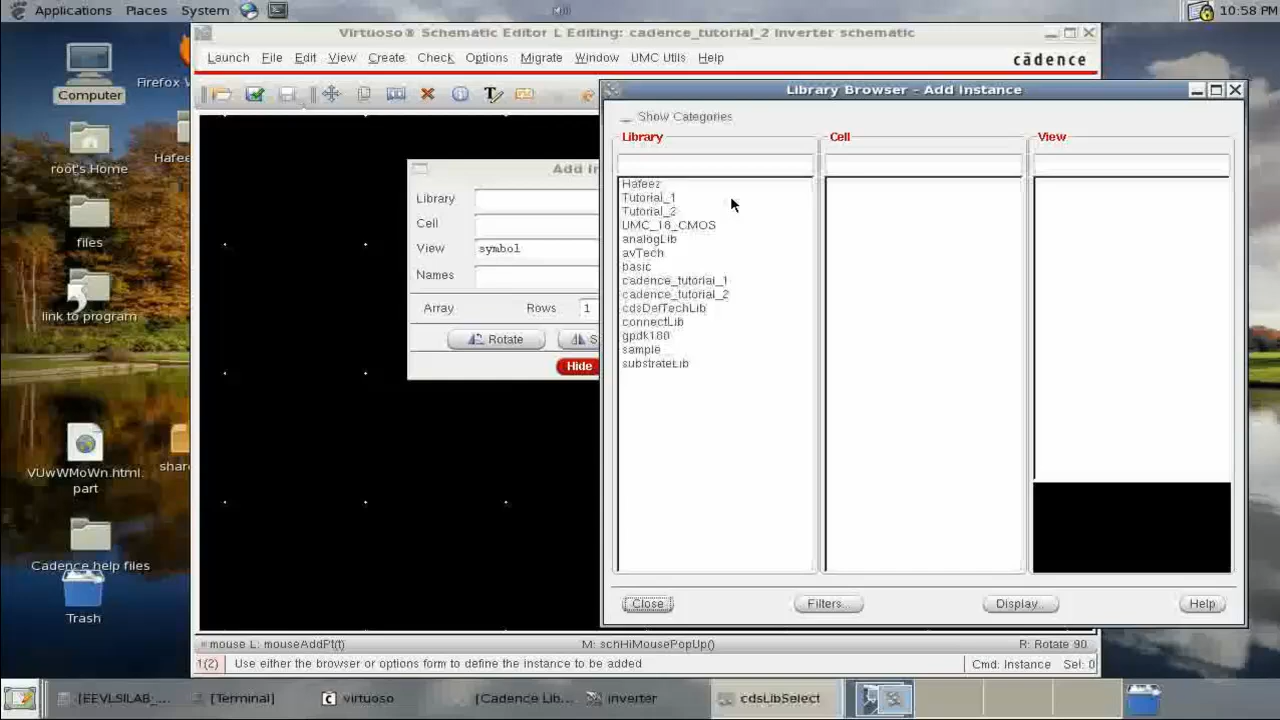 Applications Places System 10:58 PM
Virtuoso® Schematic Editor L Editing: cadence_tutorial_2 Inverter schematic
Launch File Edit View Create Check Options Migrate Window UMC Utils Help cādence
Computer
Firefox
root's Home
Hafee
files
link to program
VUwWMoWn.html.
part
shar
Cadence help files
Trash
Library
Cell
View symbol
Names
Array Rows 1
Rotate
Hide
Library Browser - Add Instance
Show Categories
Library Cell View
Hafeez
Tutorial_1
Tutorial_2
UMC_18_CMOS
analogLib
avTech
basic
cadence_tutorial_1
cadence_tutorial_2
cdsDefTechLib
connectLib
gpdk180
sample
substrateLib
Close Filters... Display... Help
mouse L: mouseAddPt(t) M: schHiMousePopUp() R: Rotate 90
1(2) Use either the browser or options form to define the instance to be added Cmd: Instance Sel: 0
[EEVLSILAB_... [Terminal] virtuoso [Cadence Lib... inverter cdsLibSelect